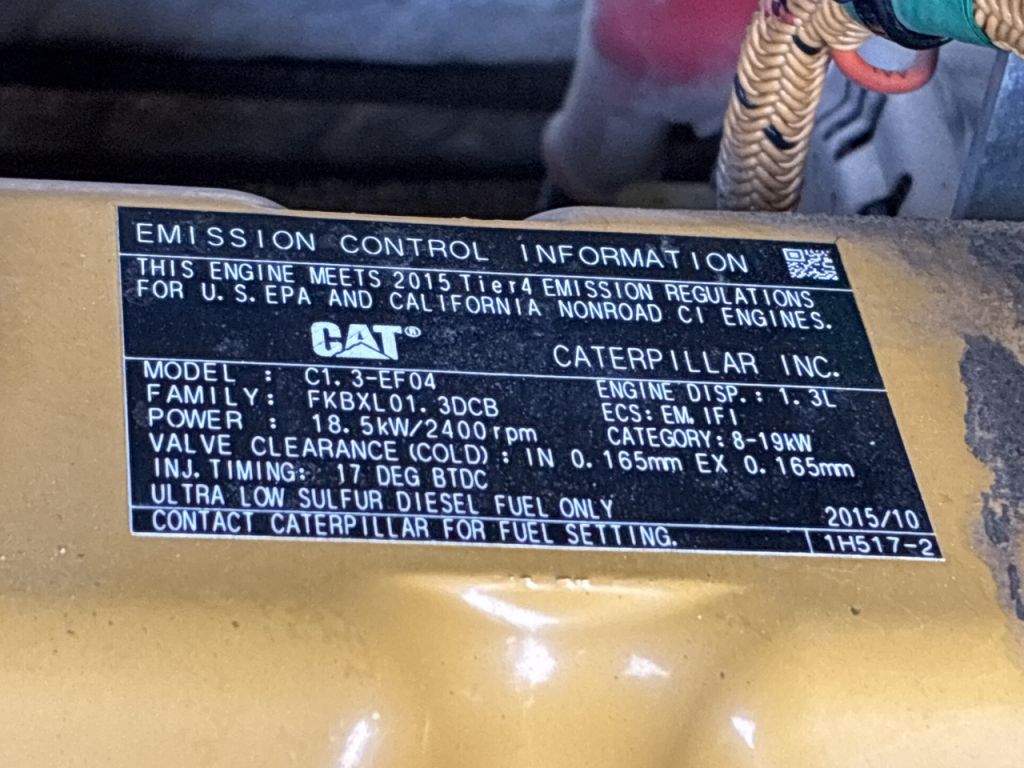 EMISSION CONTROL INFORMATION
THIS ENGINE MEETS 2015 Tier4 EMISSION REGULATIONS
FOR U.S.EPA AND CALIFORNIA NONROAD CI ENGINES.
CAT® CATERPILLAR INC.
MODEL : C1.3-EF04 ENGINE DISP.: 1.3L
FAMILY: FKBXL01.3DCB ECS: EM.IFI
POWER : 18.5kW/2400rpm CATEGORY: 8-19kW
VALVE CLEARANCE (COLD) : IN 0.165mm EX 0.165mm
INJ.TIMING: 17 DEG BTDC
ULTRA LOW SULFUR DIESEL FUEL ONLY 2015/10
CONTACT CATERPILLAR FOR FUEL SETTING. 1H517-2